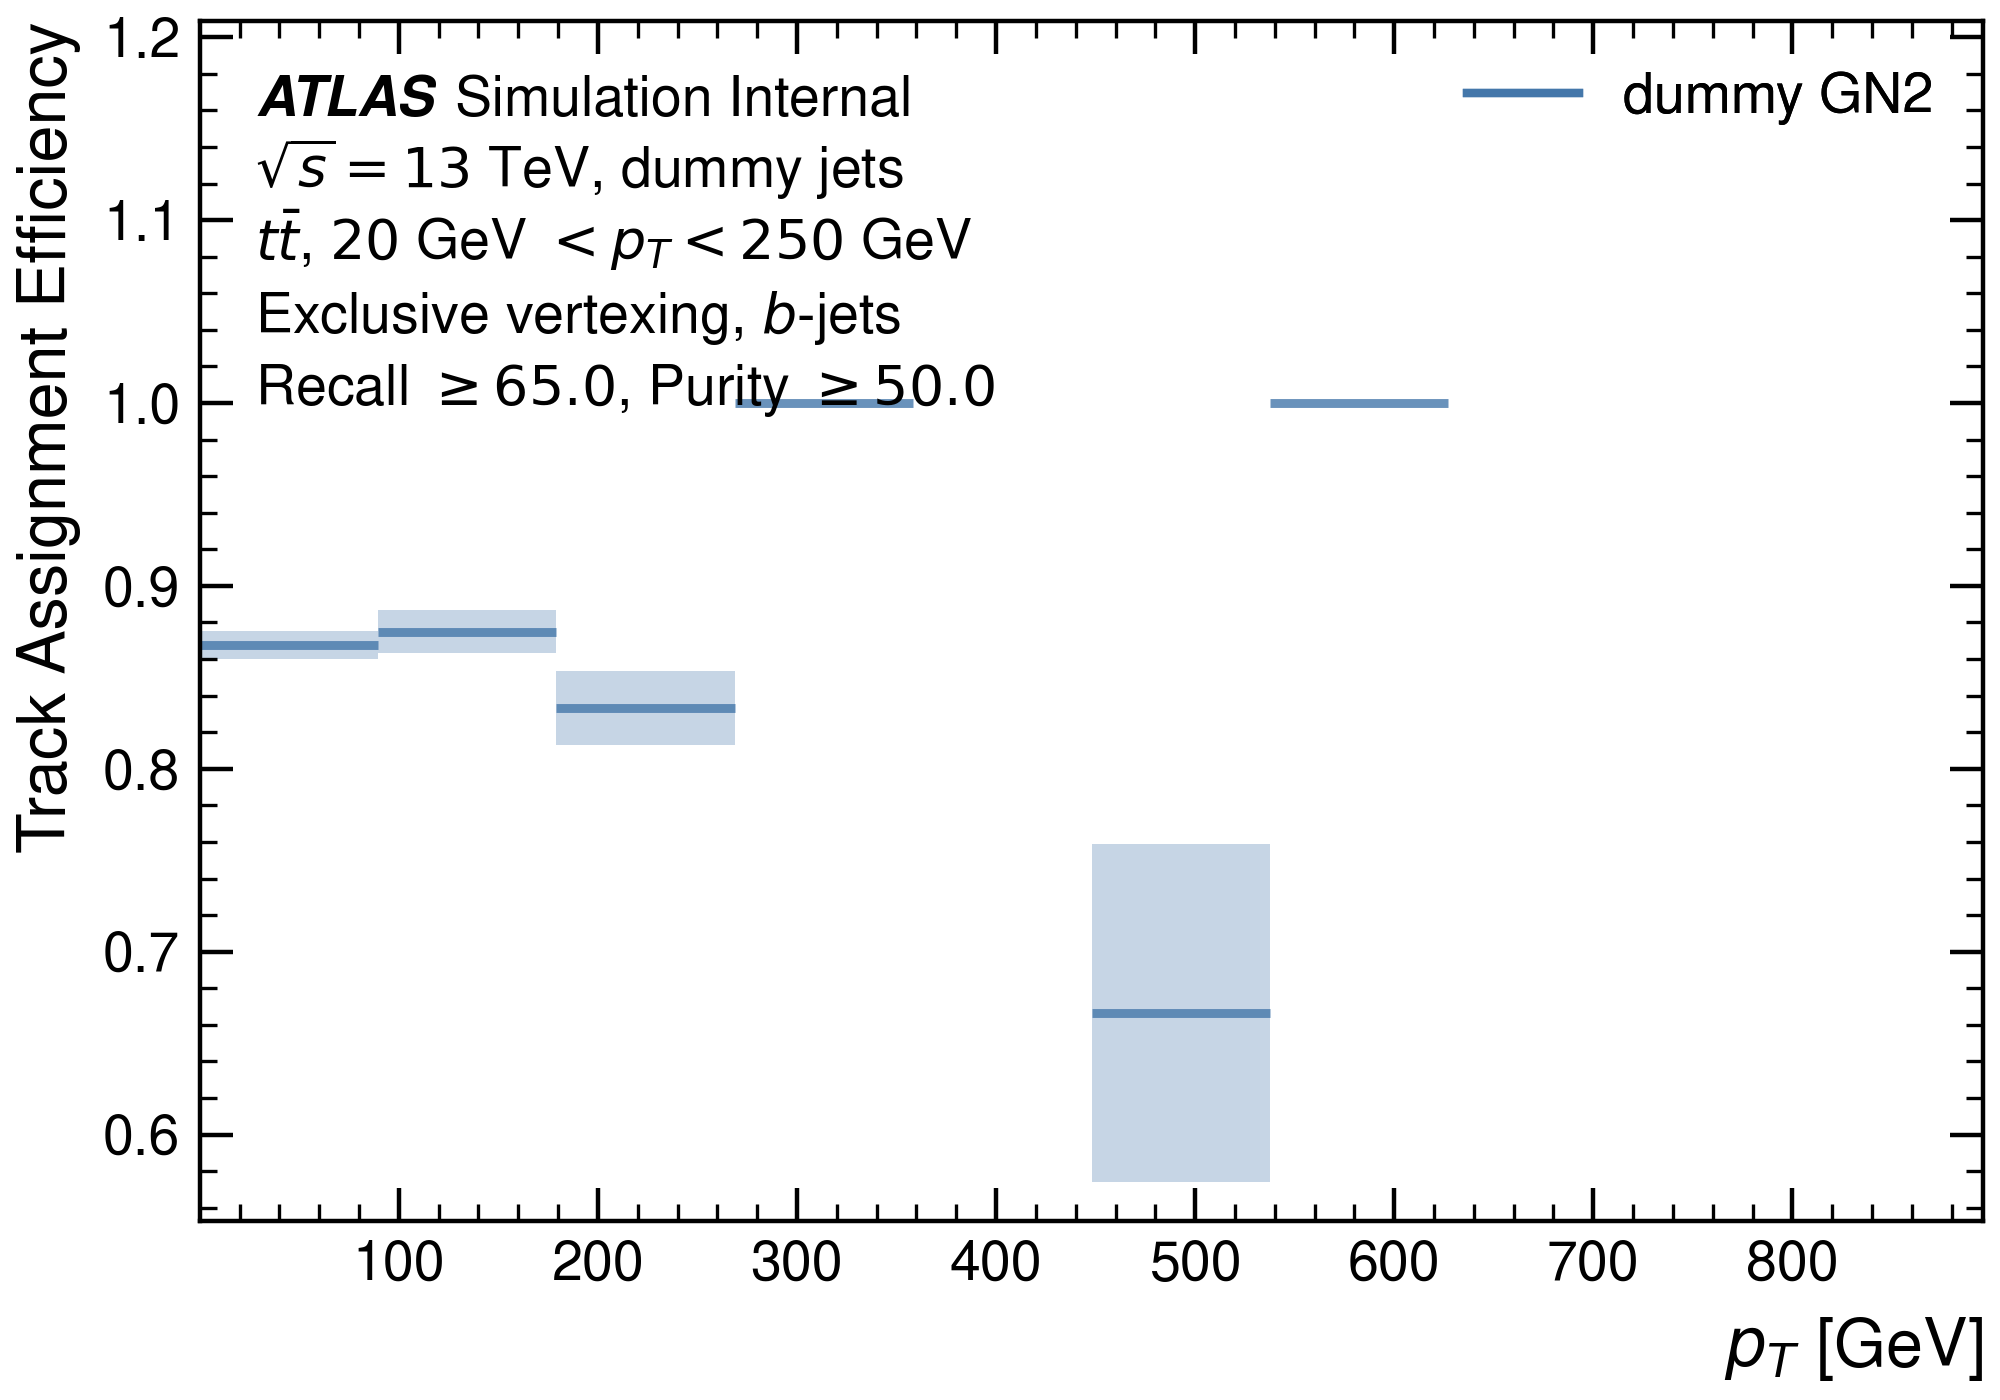 Track Assignment Efficiency
1.2
1.1
1.0
0.9
0.8
0.7
0.6
ATLAS Simulation Internal
√s = 13 TeV, dummy jets
tt̄, 20 GeV < p_T < 250 GeV
Exclusive vertexing, b-jets
Recall ≥ 65.0, Purity ≥ 50.0
dummy GN2
100 200 300 400 500 600 700 800
p_T [GeV]